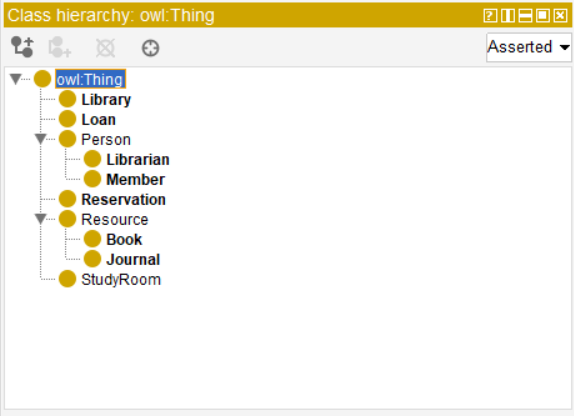 Class hierarchy: owl:Thing
Asserted
owl:Thing
Library
Loan
Person
Librarian
Member
Reservation
Resource
Book
Journal
StudyRoom